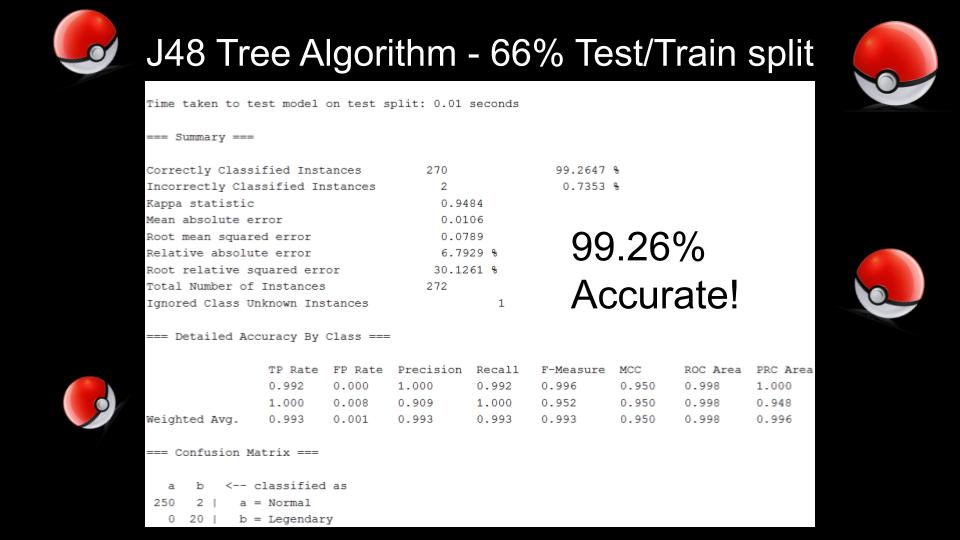 J48 Tree Algorithm - 66% Test/Train split
Time taken to test model on test split: 0.01 seconds
=== Summary ===
Correctly Classified Instances 270 99.2647 %
Incorrectly Classified Instances 2 0.7353 %
Kappa statistic 0.9484
Mean absolute error 0.0106
Root mean squared error 0.0789
Relative absolute error 6.7929 %
Root relative squared error 30.1261 %
Total Number of Instances 272
Ignored Class Unknown Instances 1
99.26%
Accurate!
=== Detailed Accuracy By Class ===
TP Rate FP Rate Precision Recall F-Measure MCC ROC Area PRC Area
0.992 0.000 1.000 0.992 0.996 0.950 0.998 1.000
1.000 0.008 0.909 1.000 0.952 0.950 0.998 0.948
Weighted Avg. 0.993 0.001 0.993 0.993 0.993 0.950 0.998 0.996
=== Confusion Matrix ===
a b <-- classified as
250 2 | a = Normal
0 20 | b = Legendary